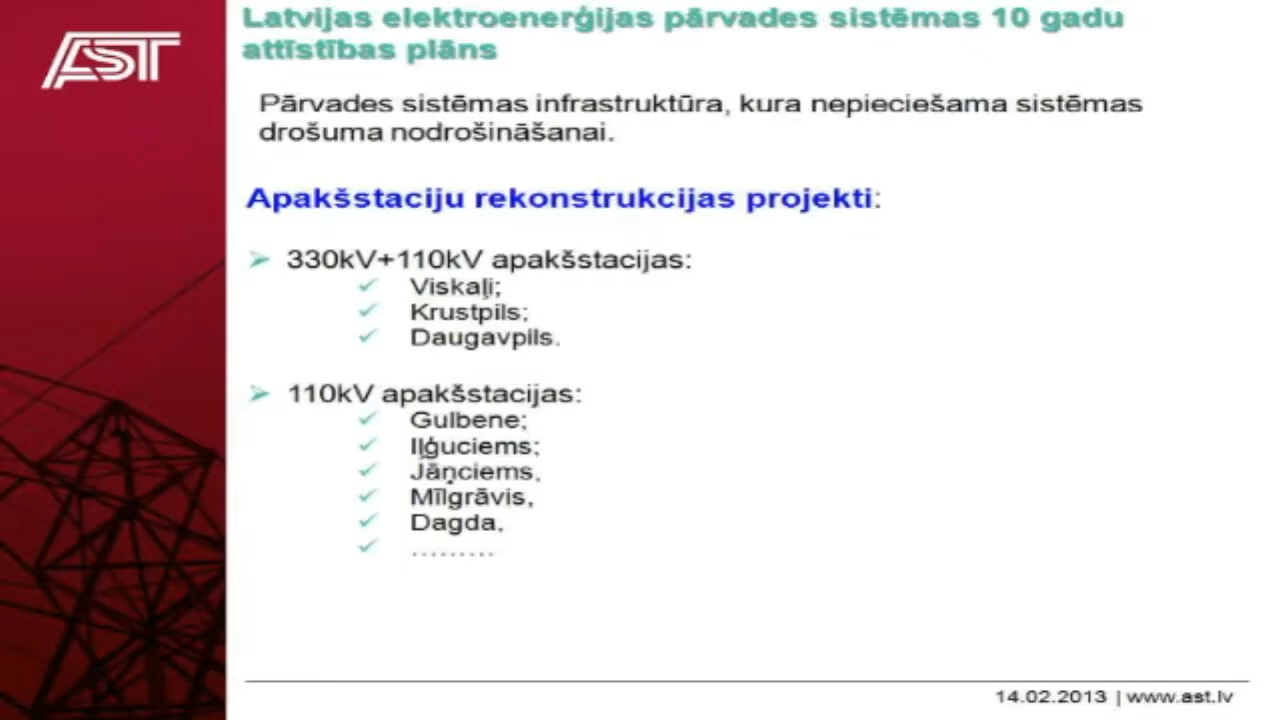 AST
Latvijas elektroenerģijas pārvades sistēmas 10 gadu
attīstības plāns
Pārvades sistēmas infrastruktūra, kura nepieciešama sistēmas
drošuma nodrošināšanai.
Apakšstaciju rekonstrukcijas projekti:
330kV+110kV apakšstacijas:
Viskaļi;
Krustpils;
Daugavpils.
110kV apakšstacijas:
Gulbene;
Iļģuciems;
Jāņciems,
Mīlgrāvis,
Dagda,
.........
14.02.2013 | www.ast.lv